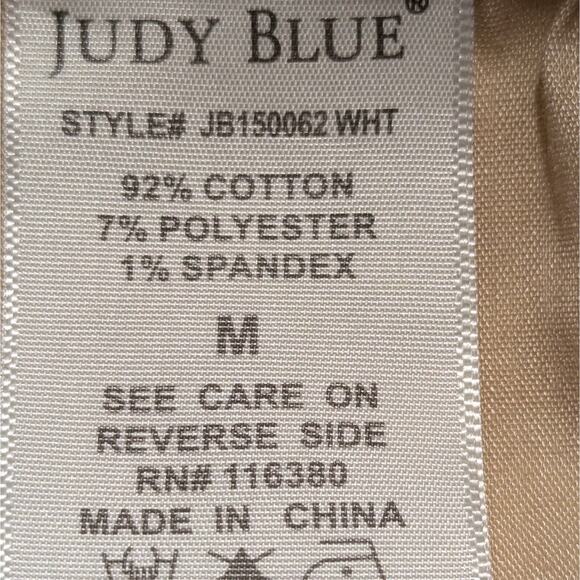 JUDY BLUE®
STYLE# JB150062 WHT
92% COTTON
7% POLYESTER
1% SPANDEX
M
SEE CARE ON
REVERSE SIDE
RN# 116380
MADE IN CHINA